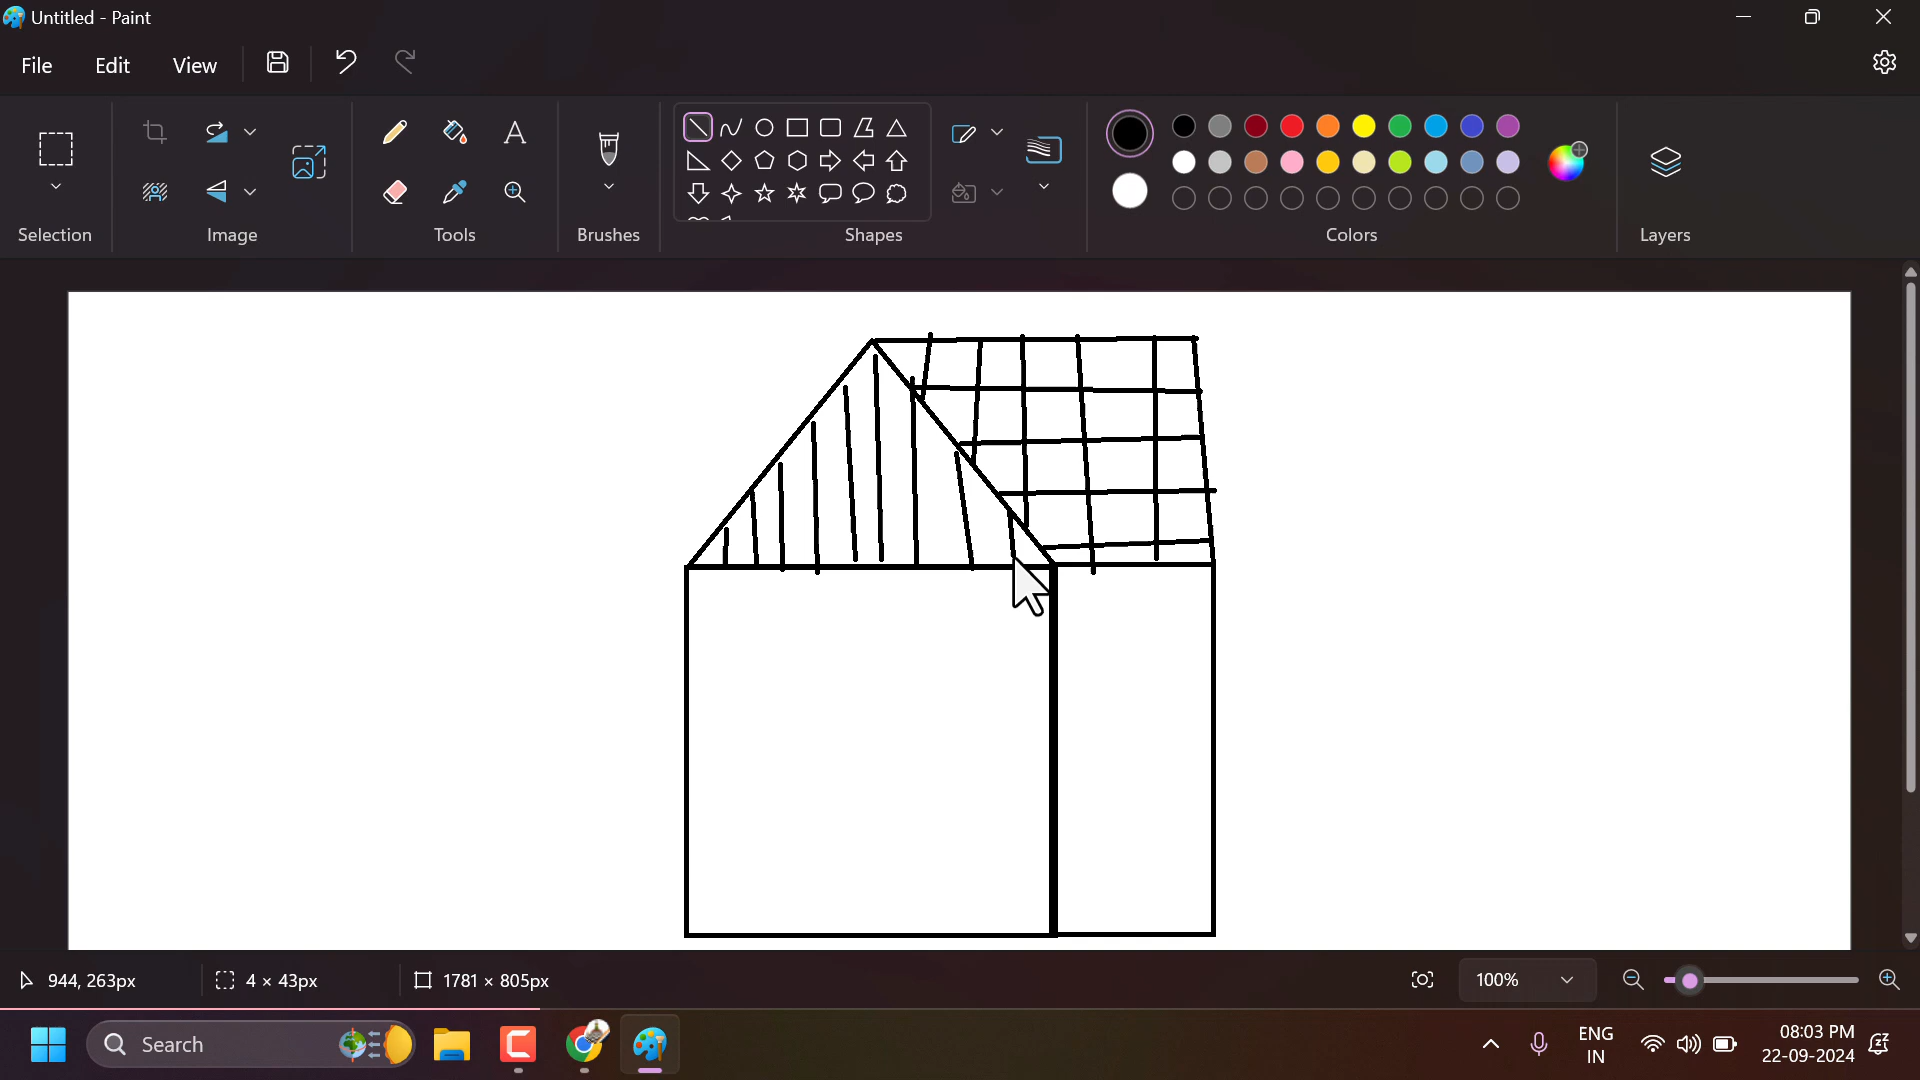 Untitled - Paint
File Edit View
Selection Image Tools Brushes Shapes Colors Layers
944, 263px 4 × 43px 1781 × 805px 100%
Search ENG 08:03 PM
IN 22-09-2024